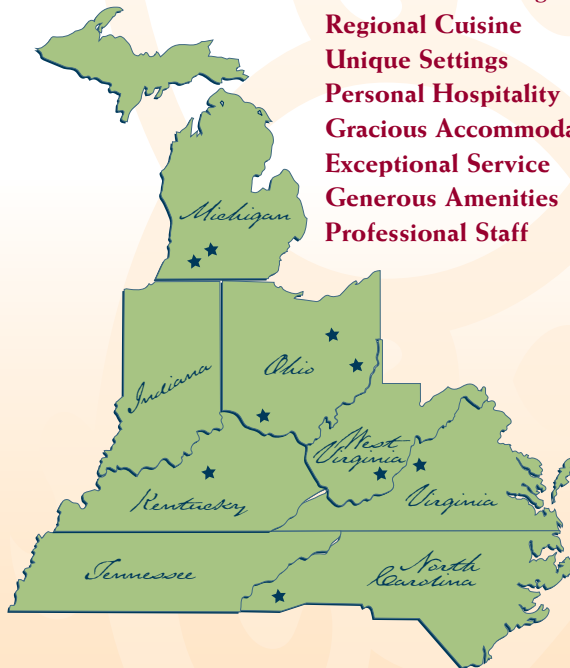 Regional Cuisine
Unique Settings
Personal Hospitality
Gracious
Exceptional Service
Generous Amenities
Professional Staff
Michigan
Ohio
Indiana
West
Virginia
Kentucky
Virginia
Tennessee
North
Carolina